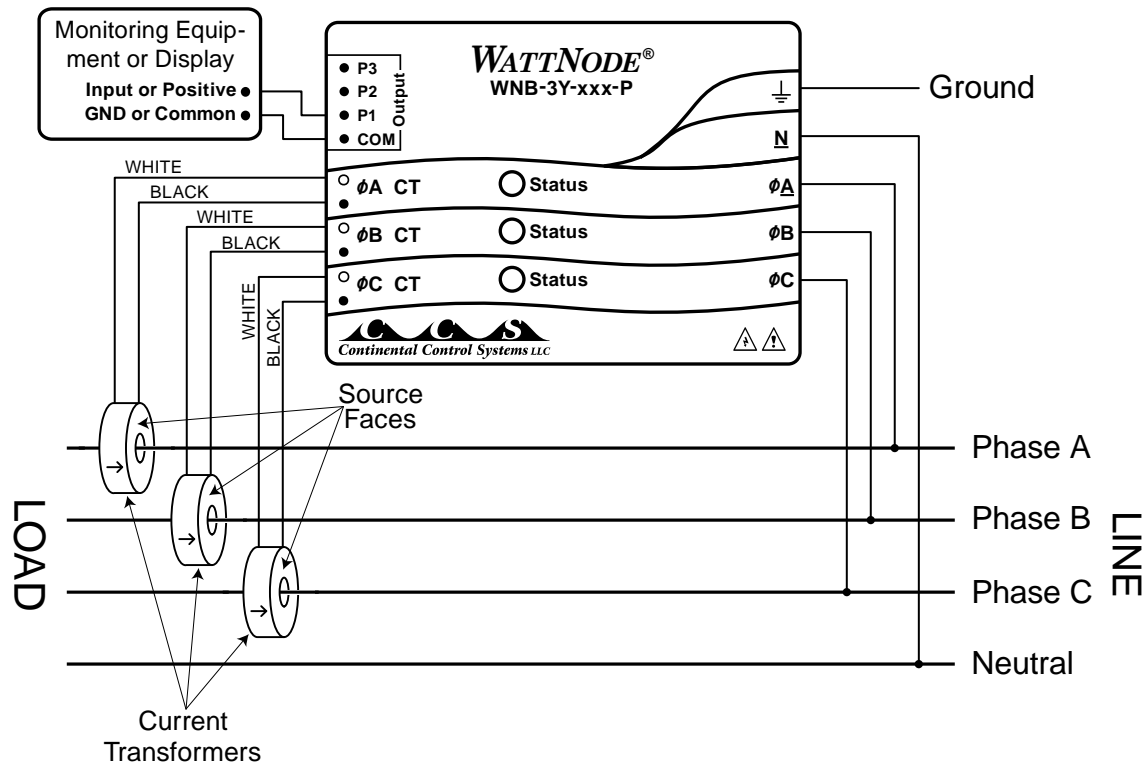 Monitoring Equip-
ment or Display
Input or Positive
GND or Common
P3
P2
P1
COM
Output
WATTNODE®
WNB-3Y-xxx-P
Ground
N
WHITE
BLACK
ϕA CT
Status
ϕA
WHITE
BLACK
ϕB CT
Status
ϕB
WHITE
BLACK
ϕC CT
Status
ϕC
CCS
Continental Control Systems LLC
Source
Faces
Phase A
Phase B
Phase C
Neutral
LOAD
LINE
Current
Transformers